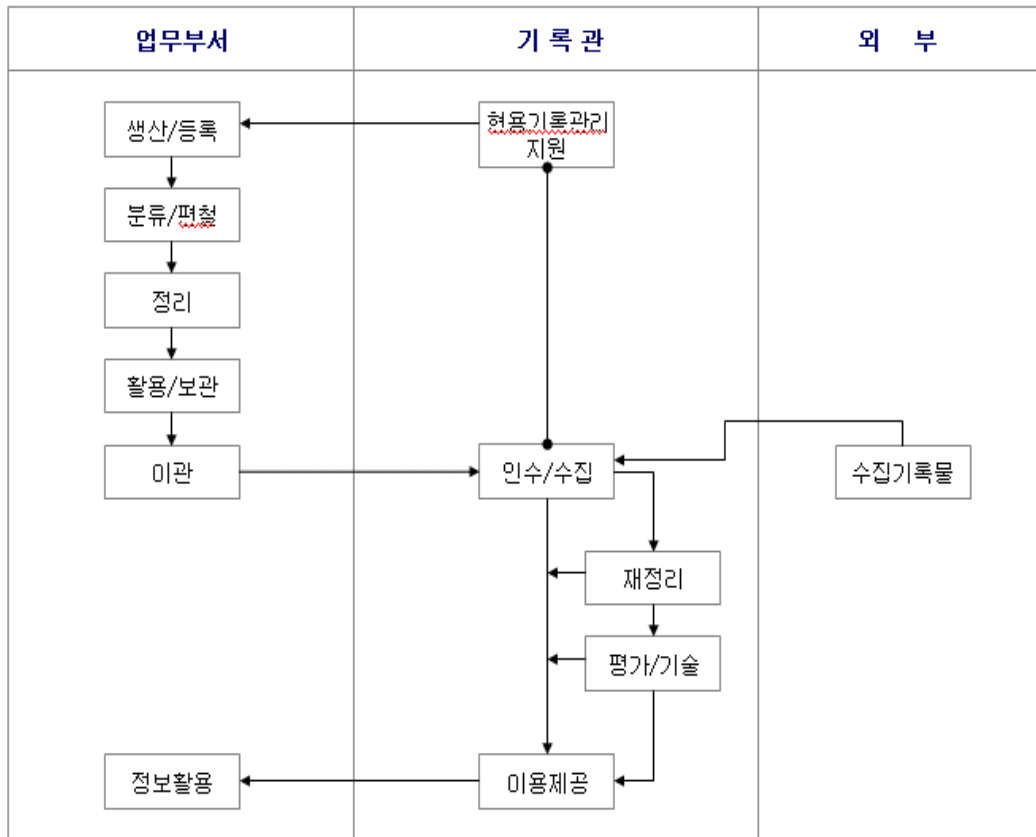 업무부서
기 록 관
외 부
생산/등록
현용기록관리
지원
분류/편철
정리
활용/보관
이관
인수/수집
수집기록물
재정리
평가/기술
정보활용
이용제공